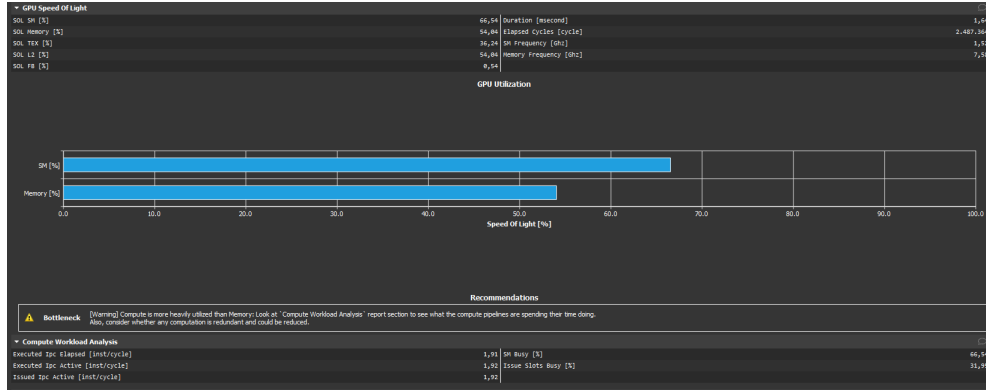 GPU Speed Of Light
SOL SM [%] 66,54 Duration [msecond] 1,64
SOL Memory [%] 54,04 Elapsed Cycles [cycle] 2.487.364
SOL TEX [%] 36,24 SM Frequency [Ghz] 1,52
SOL L2 [%] 54,04 Memory Frequency [Ghz] 7,50
SOL FB [%] 0,54
GPU Utilization
SM [%]
Memory [%]
0.0 10.0 20.0 30.0 40.0 50.0 60.0 70.0 80.0 90.0 100.0
Speed Of Light [%]
Recommendations
Bottleneck [Warning] Compute is more heavily utilized than Memory: Look at `Compute Workload Analysis` report section to see what the compute pipelines are spending their time doing.
Also, consider whether any computation is redundant and could be reduced.
Compute Workload Analysis
Executed Ipc Elapsed [inst/cycle] 1,91 SM Busy [%] 66,54
Executed Ipc Active [inst/cycle] 1,92 Issue Slots Busy [%] 31,95
Issued Ipc Active [inst/cycle] 1,92